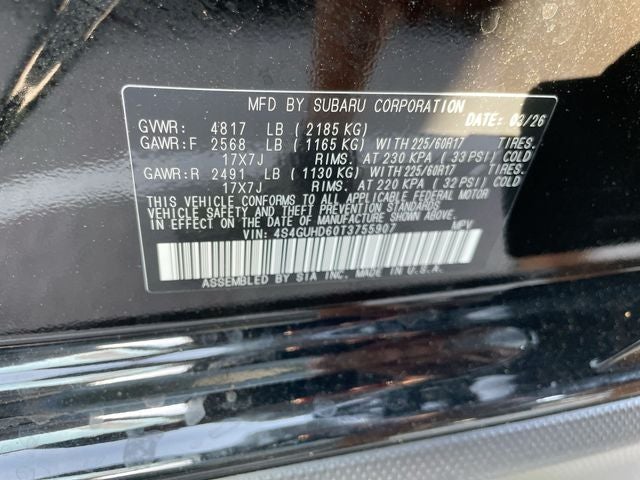 MFD BY SUBARU CORPORATION DATE: 03/26
GVWR: 4817 LB ( 2185 KG)
GAWR:F 2568 LB ( 1165 KG) WITH 225/60R17 TIRES.
17X7J RIMS. AT 230 KPA ( 33 PSI) COLD
GAWR:R 2491 LB ( 1130 KG) WITH 225/60R17 TIRES.
17X7J RIMS. AT 220 KPA ( 32 PSI) COLD
THIS VEHICLE CONFORMS TO ALL APPLICABLE FEDERAL MOTOR
VEHICLE SAFETY AND THEFT PREVENTION STANDARDS
IN EFFECT ON THE DATE OF MANUFACTURE SHOWN ABOVE.
VIN: 4S4GUHD60T3755907 MPV
ASSEMBLED BY SIA INC. MADE IN U.S.A.